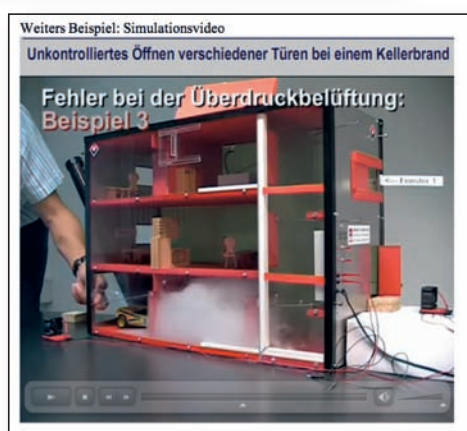 Weiters Beispiel: Simulationsvideo
Unkontrolliertes Öffnen verschiedener Türen bei einem Kellerbrand
Fehler bei der Überdruckbelüftung:
Beispiel 3